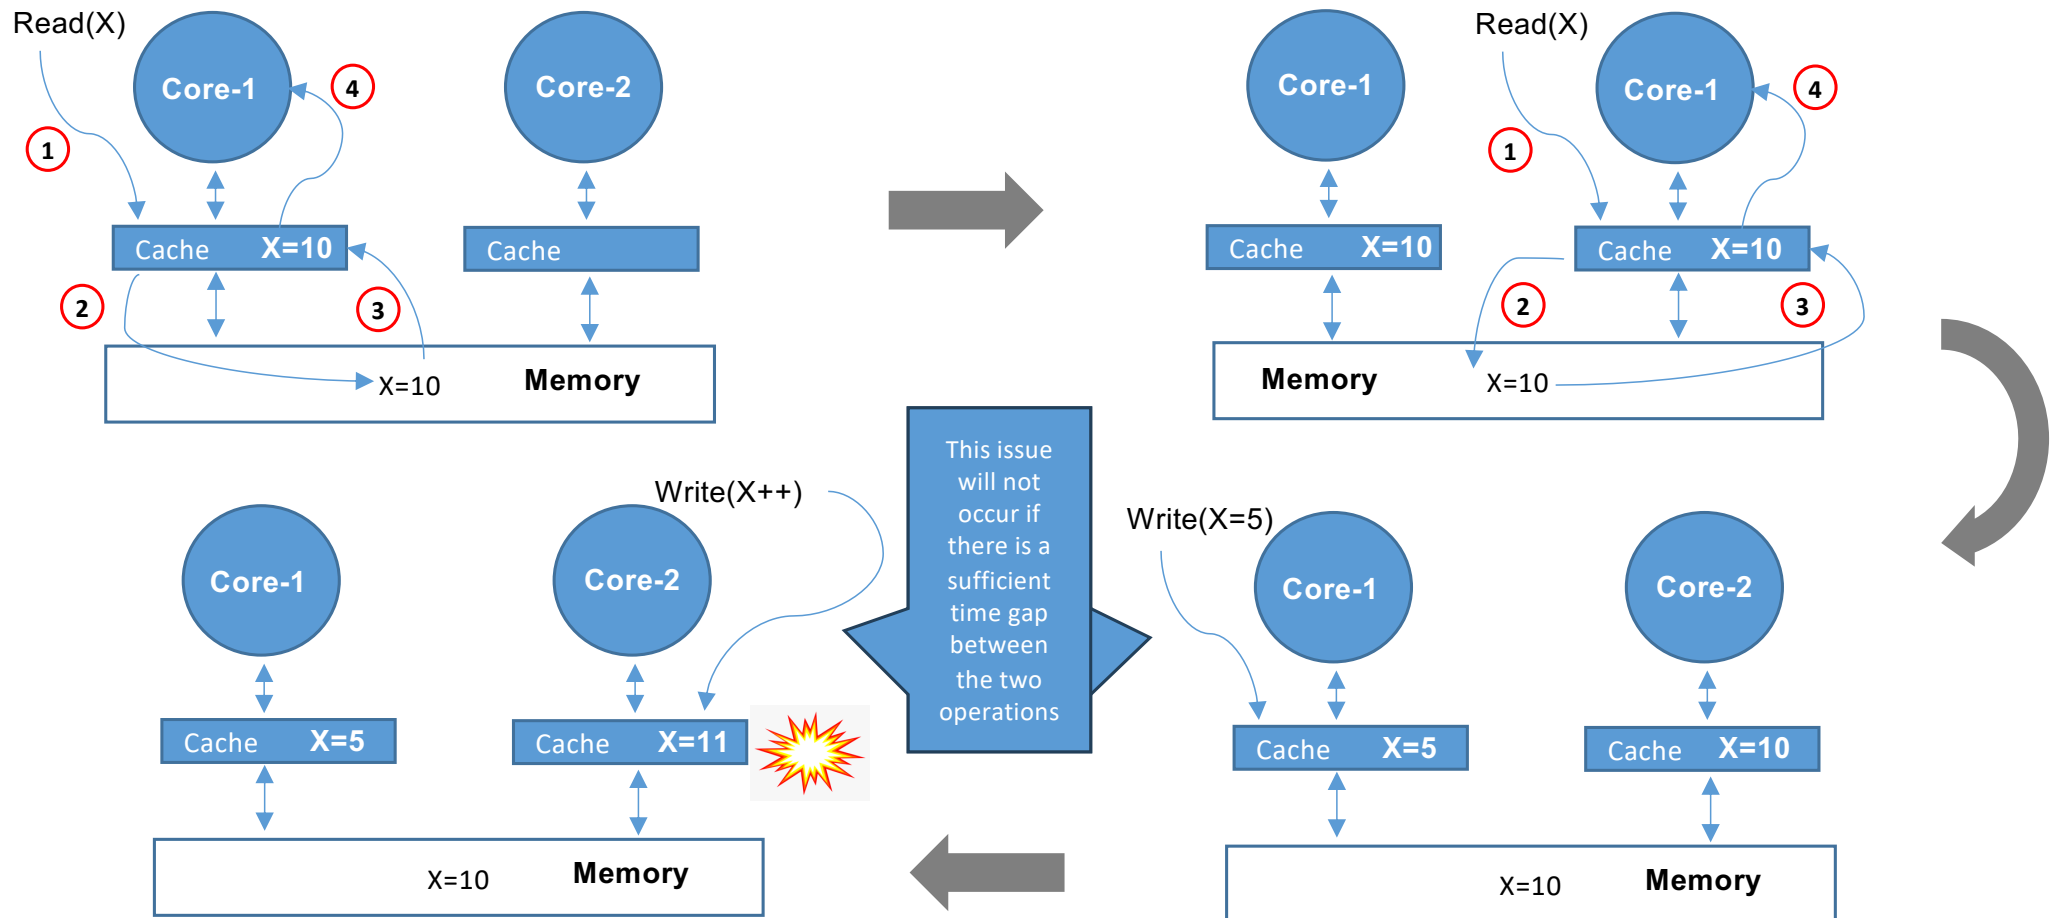 Read(X)
Core-1
4
Core-2
1
Cache X=10
Cache
2
3
X=10 Memory
Read(X)
Core-1
Core-1
4
1
Cache X=10
Cache X=10
2
3
Memory X=10
Write(X=5)
Core-1
Core-2
Cache X=5
Cache X=10
X=10 Memory
This issue
will not
occur if
there is a
sufficient
time gap
between
the two
operations
Write(X++)
Core-1
Core-2
Cache X=5
Cache X=11
X=10 Memory